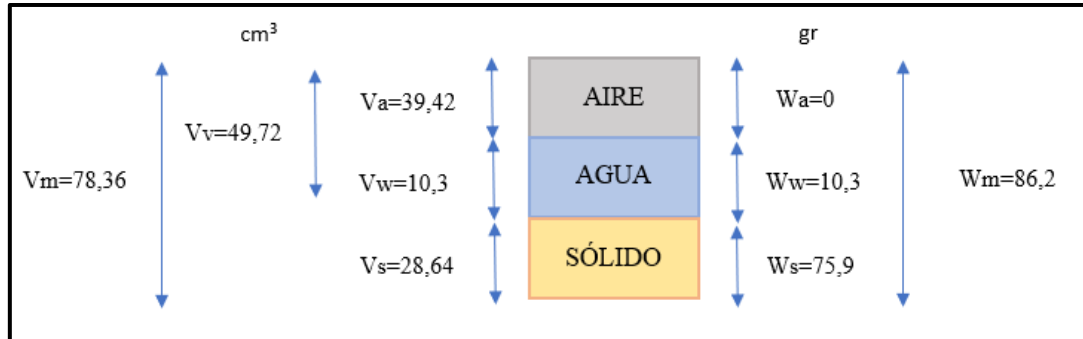 cm³
gr
Va=39,42
AIRE
Wa=0
Vv=49,72
Vm=78,36
Vw=10,3
AGUA
Ww=10,3
Wm=86,2
Vs=28,64
SÓLIDO
Ws=75,9